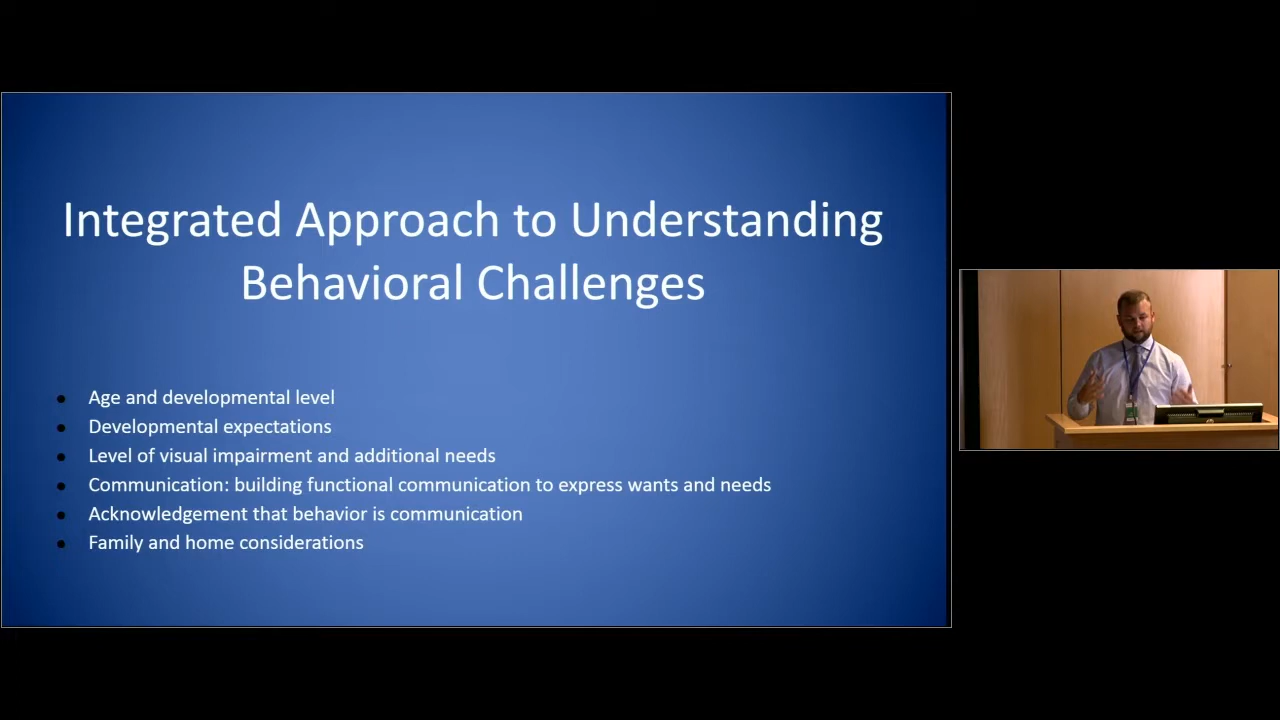 Integrated Approach to Understanding
Behavioral Challenges
● Age and developmental level
● Developmental expectations
● Level of visual impairment and additional needs
● Communication: building functional communication to express wants and needs
● Acknowledgement that behavior is communication
● Family and home considerations